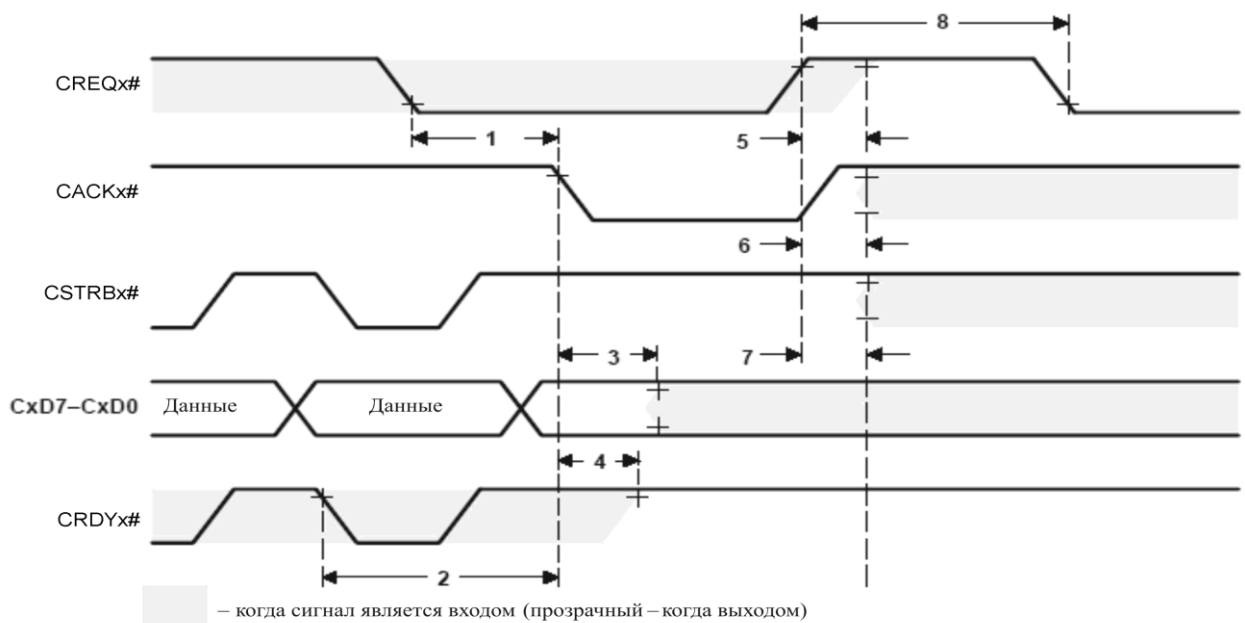 8
CREQx#
1
5
CACKx#
6
CSTRBx#
3
7
CxD7–CxD0
Данные
Данные
4
CRDYx#
2
– когда сигнал является входом (прозрачный – когда выходом)